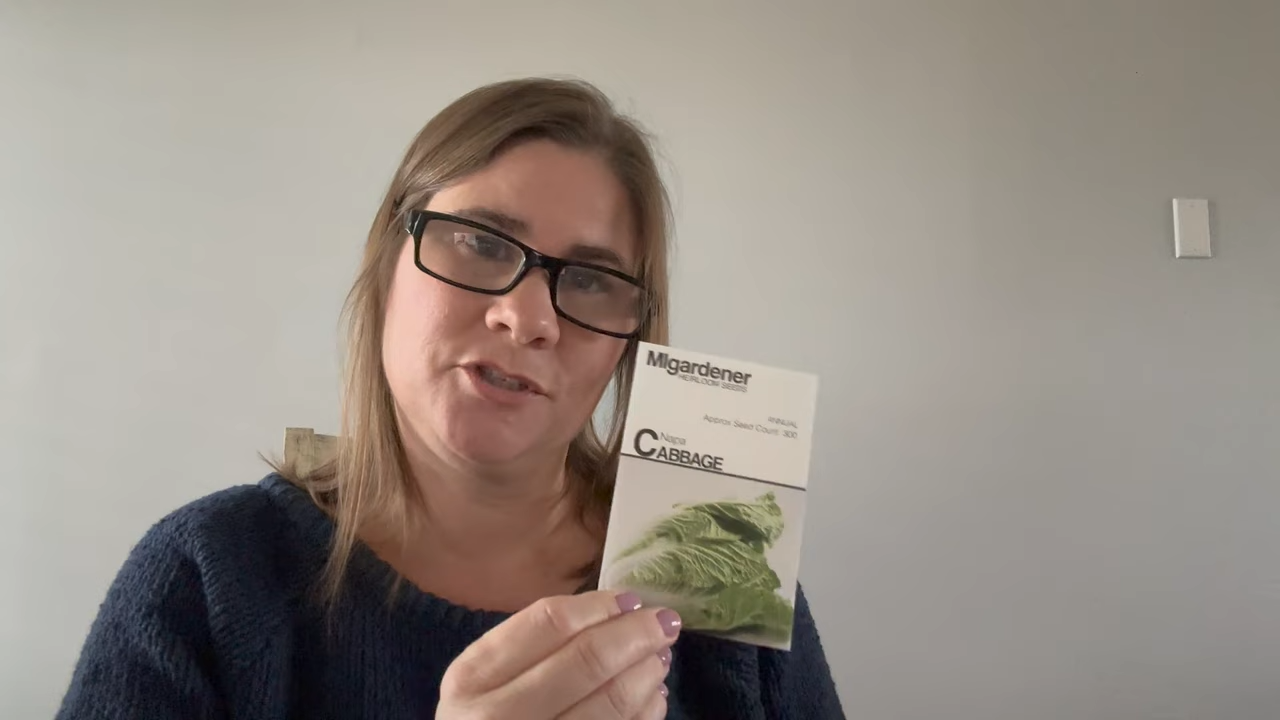 MIgardener
HEIRLOOM SEEDS
ANNUAL
Approx Seed Count: 300
Napa
CABBAGE